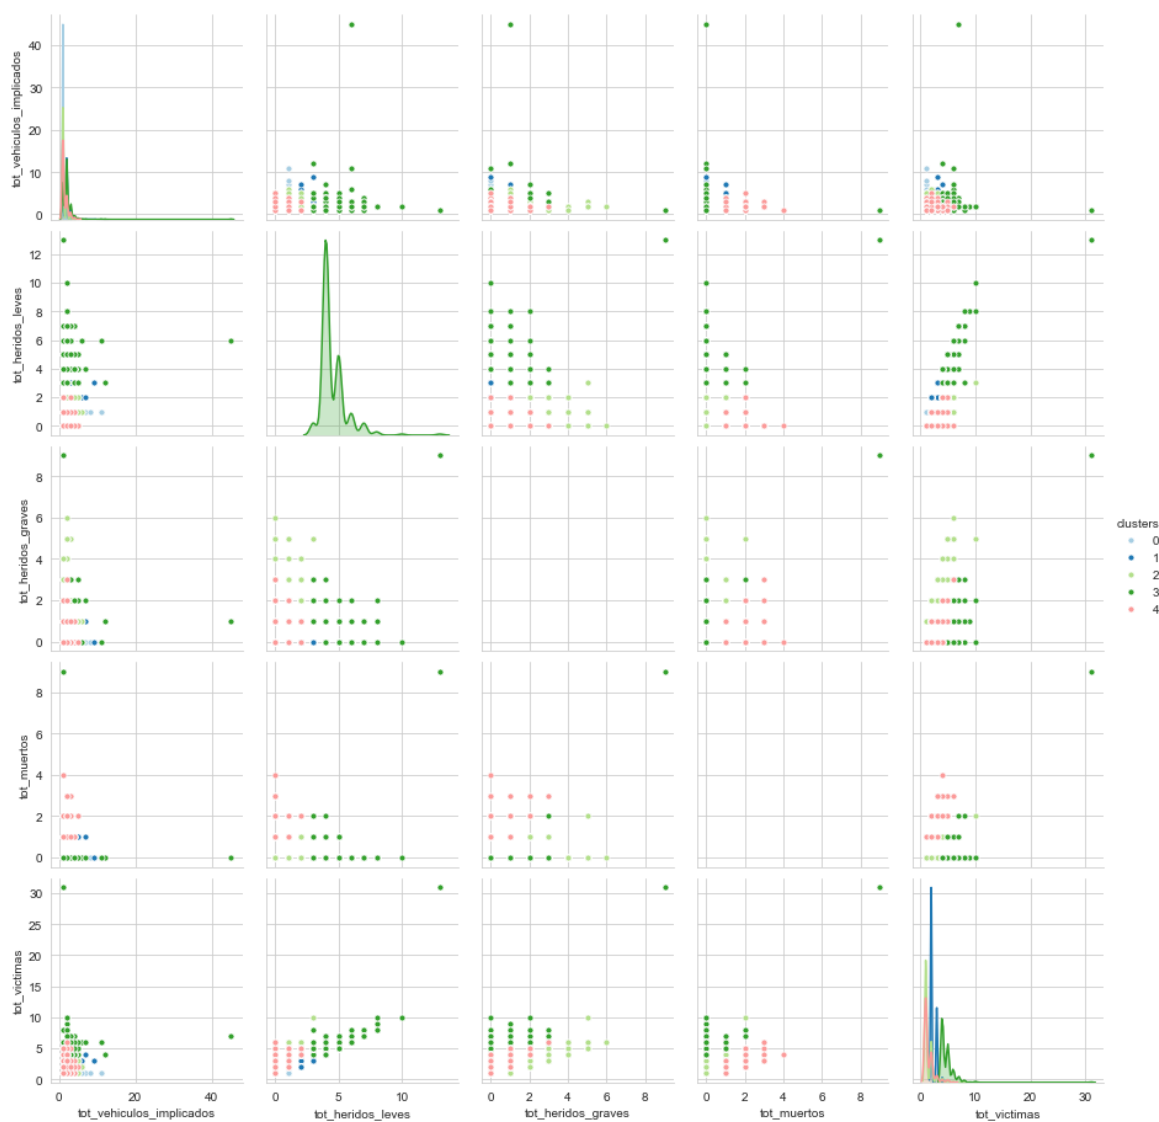 tot_vehiculos_implicados
40
30
20
10
0
tot_heridos_leves
12
10
8
6
4
2
0
tot_heridos_graves
8
6
4
2
0
clusters
0
1
2
3
4
tot_muertos
8
6
4
2
0
tot_victimas
30
25
20
15
10
5
0
0 20 40
tot_vehiculos_implicados
0 5 10
tot_heridos_leves
0 2 4 6 8
tot_heridos_graves
0 2 4 6 8
tot_muertos
0 10 20 30
tot_victimas